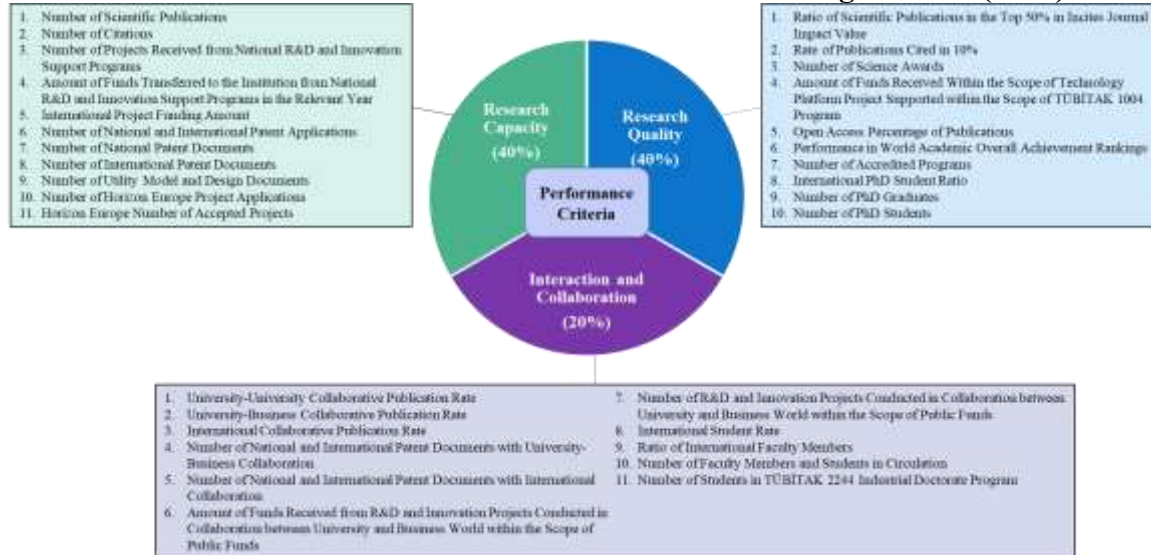 1. Number of Scientific Publications
2. Number of Citations
3. Number of Projects Received from National R&D and Innovation
Support Programs
4. Amount of Funds Transferred to the Institution from National
R&D and Innovation Support Programs in the Relevant Year
5. International Project Funding Amount
6. Number of National and International Patent Applications
7. Number of National Patent Documents
8. Number of International Patent Documents
9. Number of Utility Model and Design Documents
10. Number of Horizon Europe Project Applications
11. Horizon Europe Number of Accepted Projects
Research
Capacity
(40%)
Research
Quality
(40%)
Performance
Criteria
Interaction and
Collaboration
(20%)
1. Ratio of Scientific Publications in the Top 50% in Incites Journal
Impact Value
2. Rate of Publications Cited in 10%
3. Number of Science Awards
4. Amount of Funds Received Within the Scope of Technology
Platform Project Supported within the Scope of TÜBİTAK 1004
Program
5. Open Access Percentage of Publications
6. Performance in World Academic Overall Achievement Rankings
7. Number of Accredited Programs
8. International PhD Student Ratio
9. Number of PhD Graduates
10. Number of PhD Students
1. University-University Collaborative Publication Rate
2. University-Business Collaborative Publication Rate
3. International Collaborative Publication Rate
4. Number of National and International Patent Documents with University-
Business Collaboration
5. Number of National and International Patent Documents with International
Collaboration
6. Amount of Funds Received from R&D and Innovation Projects Conducted in
Collaboration between University and Business World within the Scope of
Public Funds
7. Number of R&D and Innovation Projects Conducted in Collaboration between
University and Business World within the Scope of Public Funds
8. International Student Rate
9. Ratio of International Faculty Members
10. Number of Faculty Members and Students in Circulation
11. Number of Students in TÜBİTAK 2244 Industrial Doctorate Program